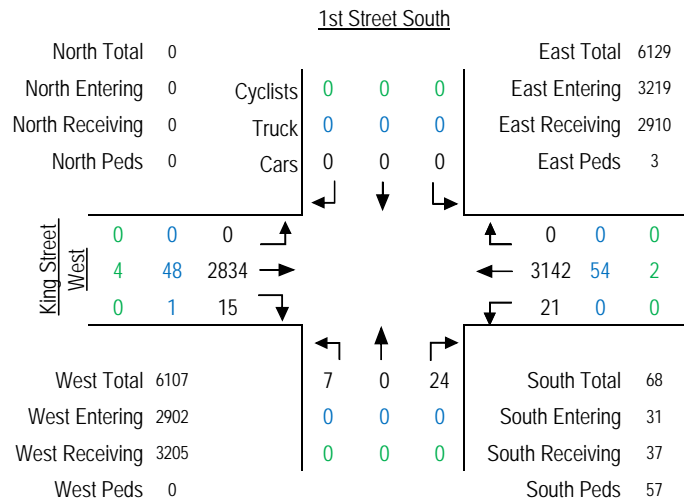 1st Street South
North Total 0
North Entering 0
North Receiving 0
North Peds 0
Cyclists 0 0 0
Truck 0 0 0
Cars 0 0 0
East Total 6129
East Entering 3219
East Receiving 2910
East Peds 3
King Street
West
0 0 0
4 48 2834
0 1 15
0 0 0
3142 54 2
21 0 0
West Total 6107
West Entering 2902
West Receiving 3205
West Peds 0
7 0 24
0 0 0
0 0 0
South Total 68
South Entering 31
South Receiving 37
South Peds 57